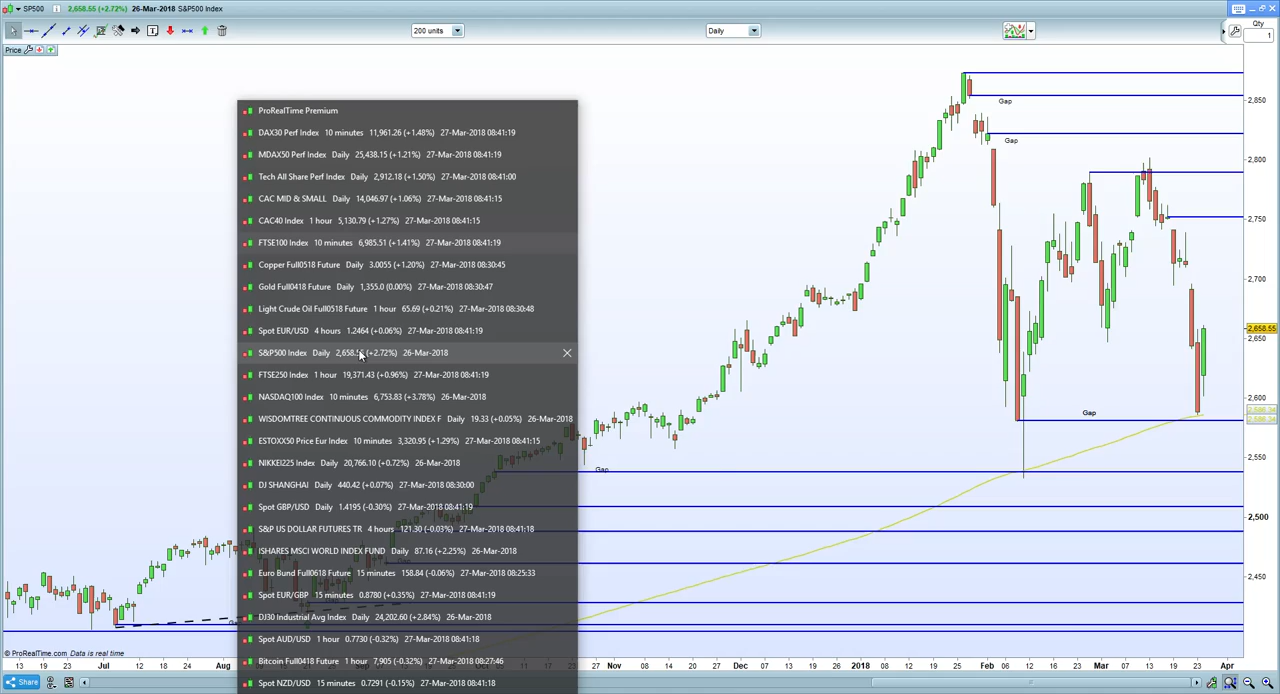 SP500 2,658.55 (+2.72%) 26-Mar-2018 S&P500 Index
200 units
Daily
Qty
1
Price
ProRealTime Premium
DAX30 Perf Index 10 minutes 11,961.26 (+1.48%) 27-Mar-2018 08:41:19
MDAX50 Perf Index Daily 25,438.15 (+1.21%) 27-Mar-2018 08:41:19
Tech All Share Perf Index Daily 2,912.18 (+1.50%) 27-Mar-2018 08:41:00
CAC MID & SMALL Daily 14,046.97 (+1.06%) 27-Mar-2018 08:41:15
CAC40 Index 1 hour 5,130.79 (+1.27%) 27-Mar-2018 08:41:15
FTSE100 Index 10 minutes 6,985.51 (+1.41%) 27-Mar-2018 08:41:19
Copper Full0518 Future Daily 3.0055 (+1.20%) 27-Mar-2018 08:30:45
Gold Full0418 Future Daily 1,355.0 (0.00%) 27-Mar-2018 08:30:47
Light Crude Oil Full0518 Future 1 hour 65.69 (+0.21%) 27-Mar-2018 08:30:48
Spot EUR/USD 4 hours 1.2464 (+0.06%) 27-Mar-2018 08:41:19
S&P500 Index Daily 2,658.55 (+2.72%) 26-Mar-2018
FTSE250 Index 1 hour 19,371.43 (+0.96%) 27-Mar-2018 08:41:19
NASDAQ100 Index 10 minutes 6,753.83 (+3.78%) 26-Mar-2018
WISDOMTREE CONTINUOUS COMMODITY INDEX F Daily 19.33 (+0.05%) 26-Mar-2018
ESTOXX50 Price Eur Index 10 minutes 3,320.95 (+1.29%) 27-Mar-2018 08:41:15
NIKKEI225 Index Daily 20,766.10 (+0.72%) 26-Mar-2018
DJ SHANGHAI Daily 440.42 (+0.07%) 27-Mar-2018 08:30:00
Spot GBP/USD Daily 1.4195 (-0.30%) 27-Mar-2018 08:41:19
S&P US DOLLAR FUTURES TR 4 hours 121.30 (-0.03%) 27-Mar-2018 08:41:18
ISHARES MSCI WORLD INDEX FUND Daily 87.16 (+2.25%) 26-Mar-2018
Euro Bund Full0618 Future 15 minutes 158.84 (-0.06%) 27-Mar-2018 08:25:33
Spot EUR/GBP 15 minutes 0.8780 (+0.35%) 27-Mar-2018 08:41:19
DJ30 Industrial Avg Index Daily 24,202.60 (+2.84%) 26-Mar-2018
Spot AUD/USD 1 hour 0.7730 (-0.32%) 27-Mar-2018 08:41:18
Bitcoin Full0418 Future 1 hour 7,905 (-0.32%) 27-Mar-2018 08:27:46
Spot NZD/USD 15 minutes 0.7291 (-0.15%) 27-Mar-2018 08:41:18
Gap
Gap
Gap
Gap
2,850
2,800
2,750
2,700
2,658.55
2,650
2,600
2,550
2,500
2,450
© ProRealTime.com Data is real time
13 19 23 Jul 12 18 24 Aug 27 Nov 08 14 20 Dec 12 18 22 2018 08 12 19 25 Feb 06 12 16 23 Mar 07 13 19 23 Apr
Share